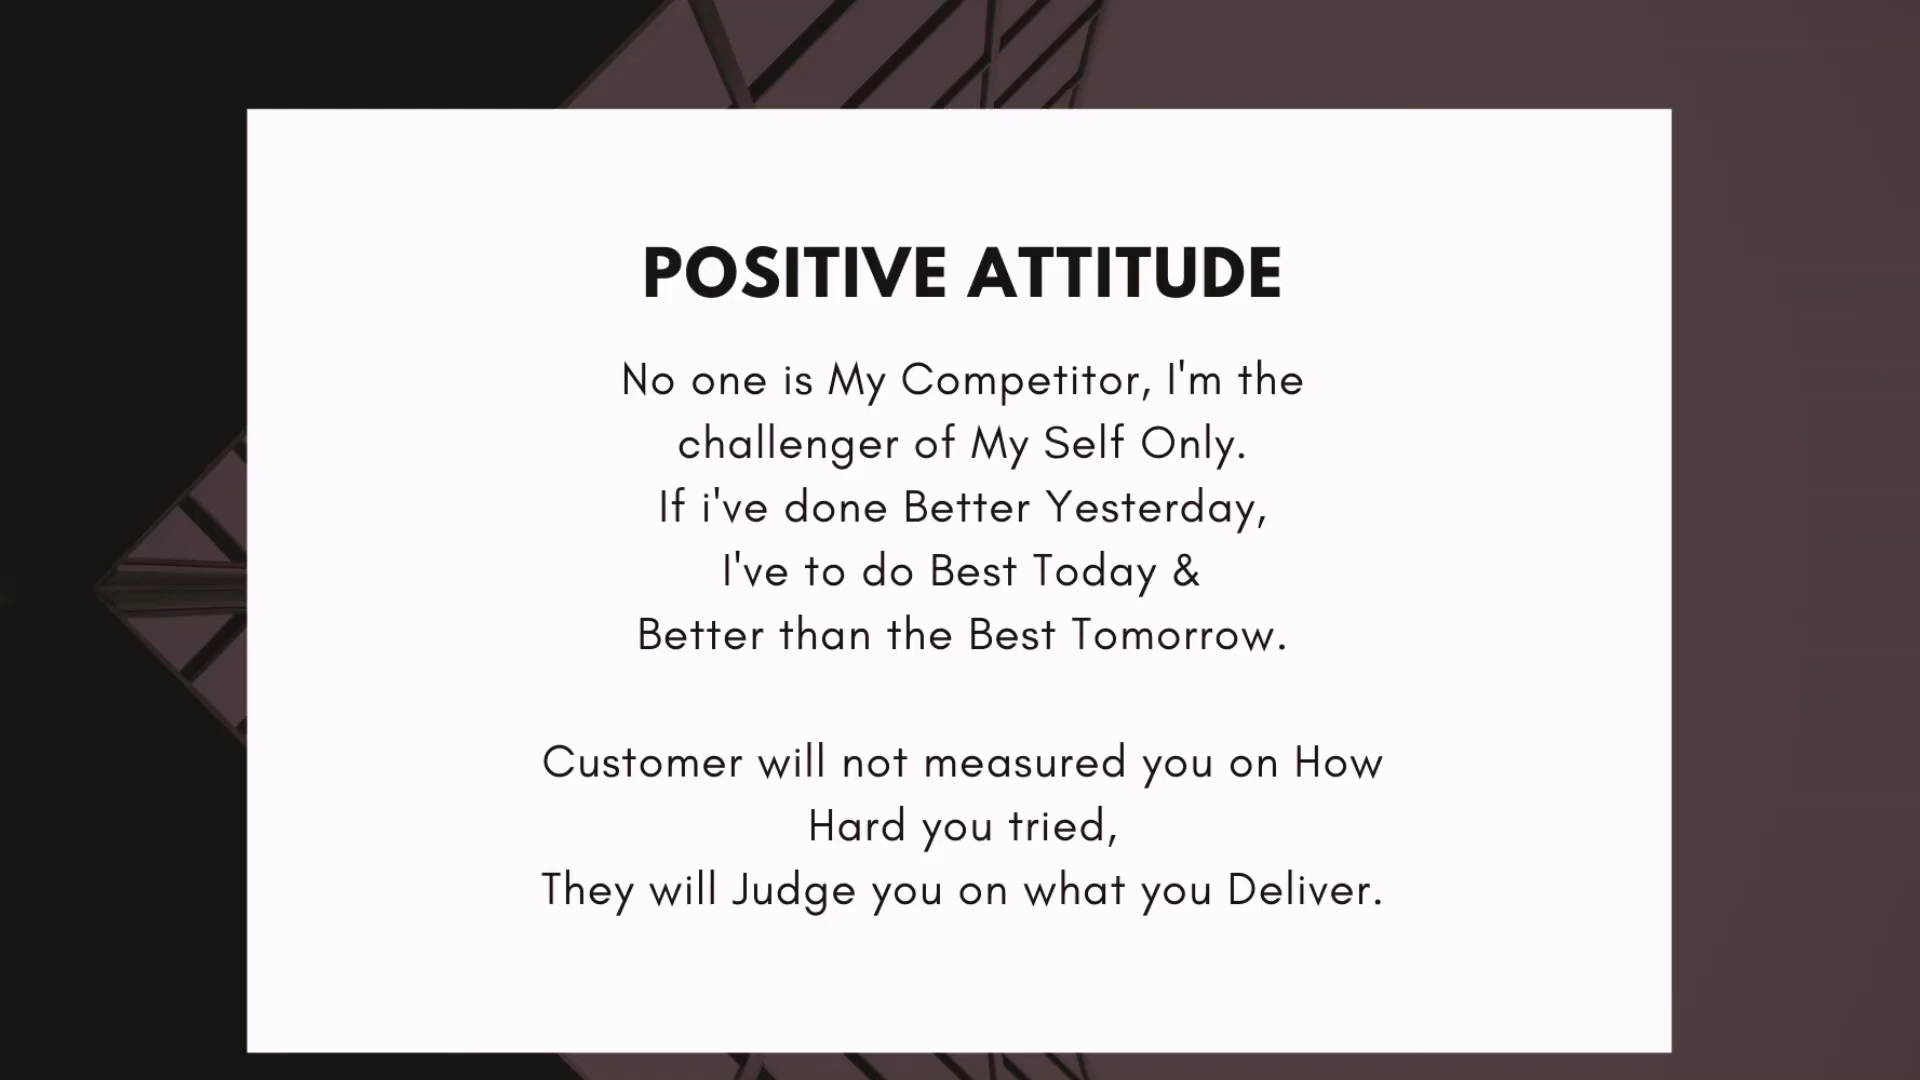 POSITIVE ATTITUDE
No one is My Competitor, I'm the
challenger of My Self Only.
If i've done Better Yesterday,
I've to do Best Today &
Better than the Best Tomorrow.
Customer will not measured you on How
Hard you tried,
They will Judge you on what you Deliver.